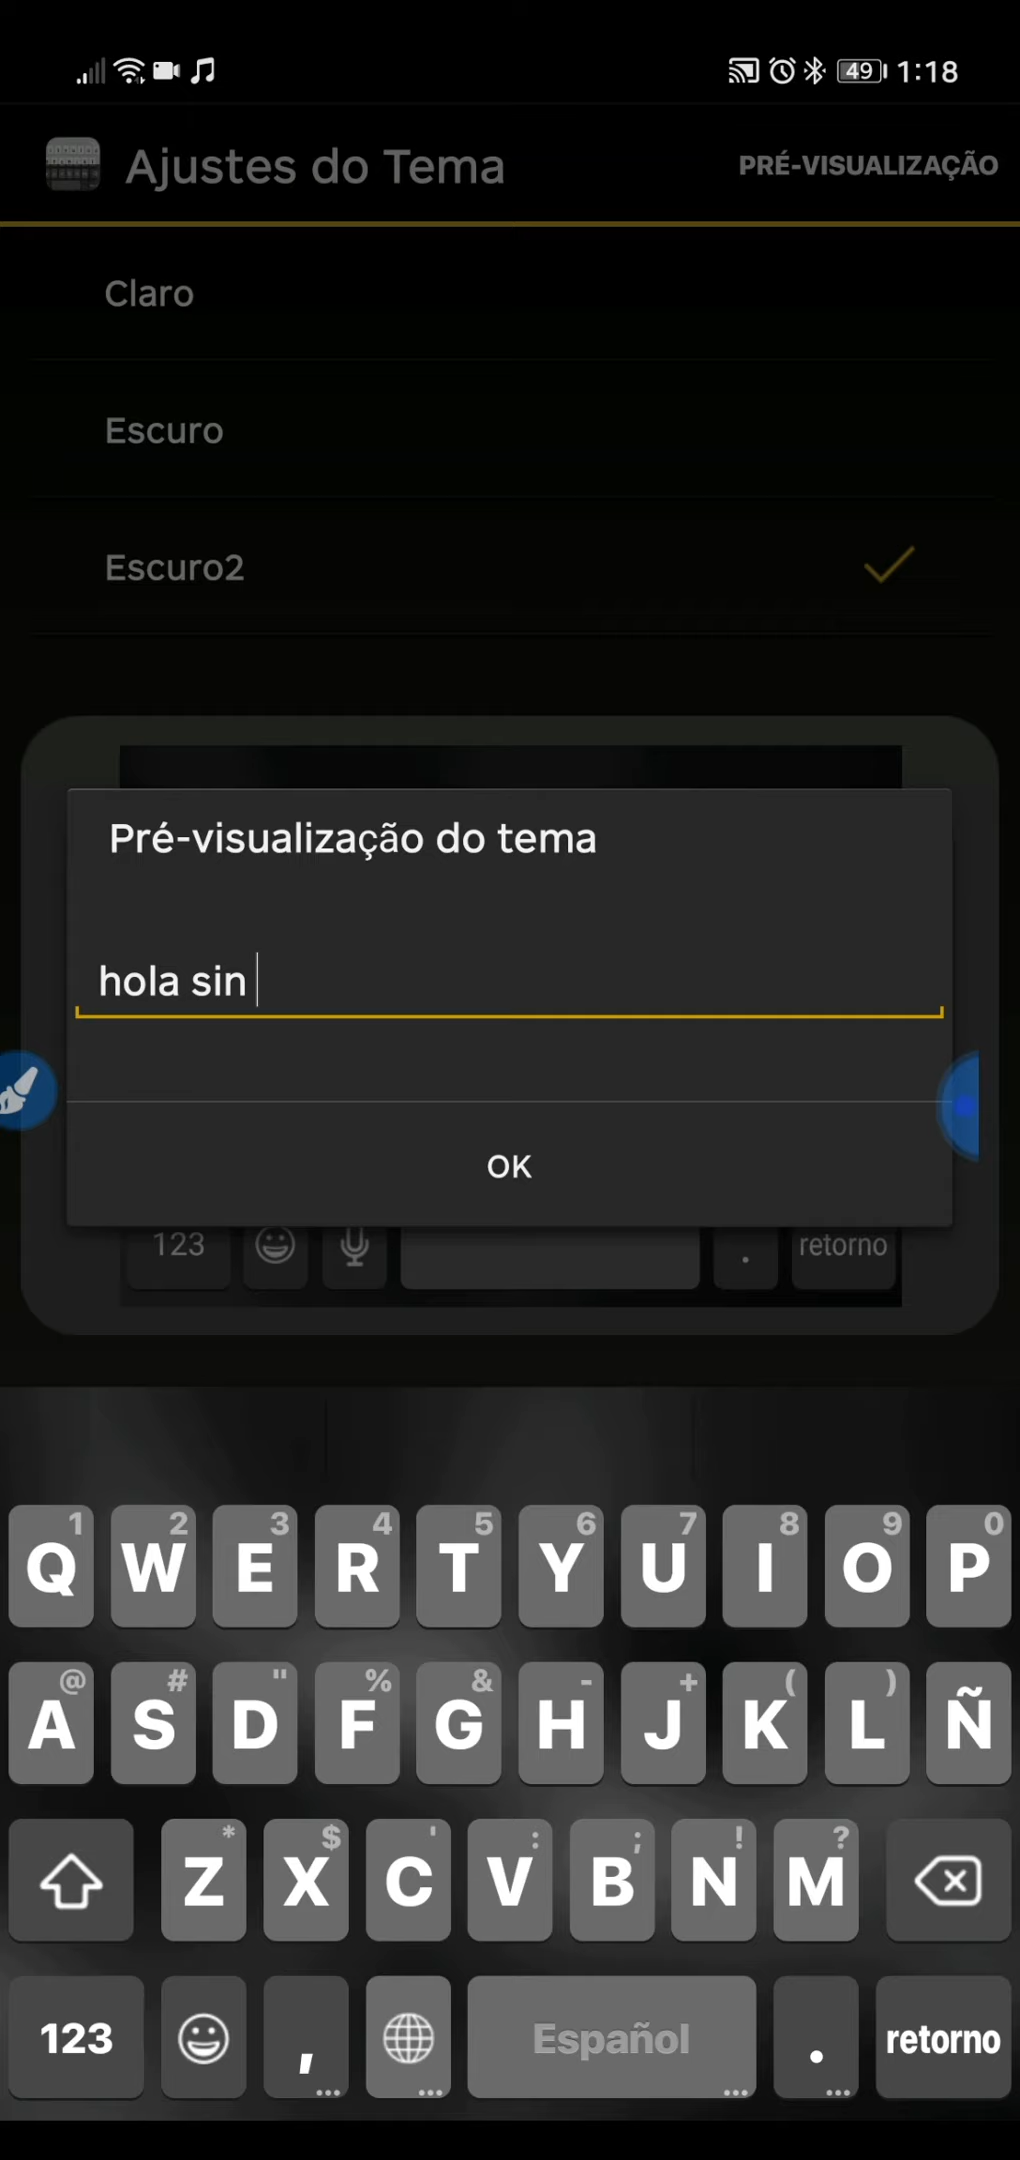 49 1:18
Ajustes do Tema PRÉ-VISUALIZAÇÃO
Claro
Escuro
Escuro2
Pré-visualização do tema
hola sin
OK
123 . retorno
1 2 3 4 5 6 7 8 9 0
Q W E R T Y U I O P
@ # " % & - + ( )
A S D F G H J K L Ñ
* $ ' : ; ! ?
Z X C V B N M
123 , Español . retorno